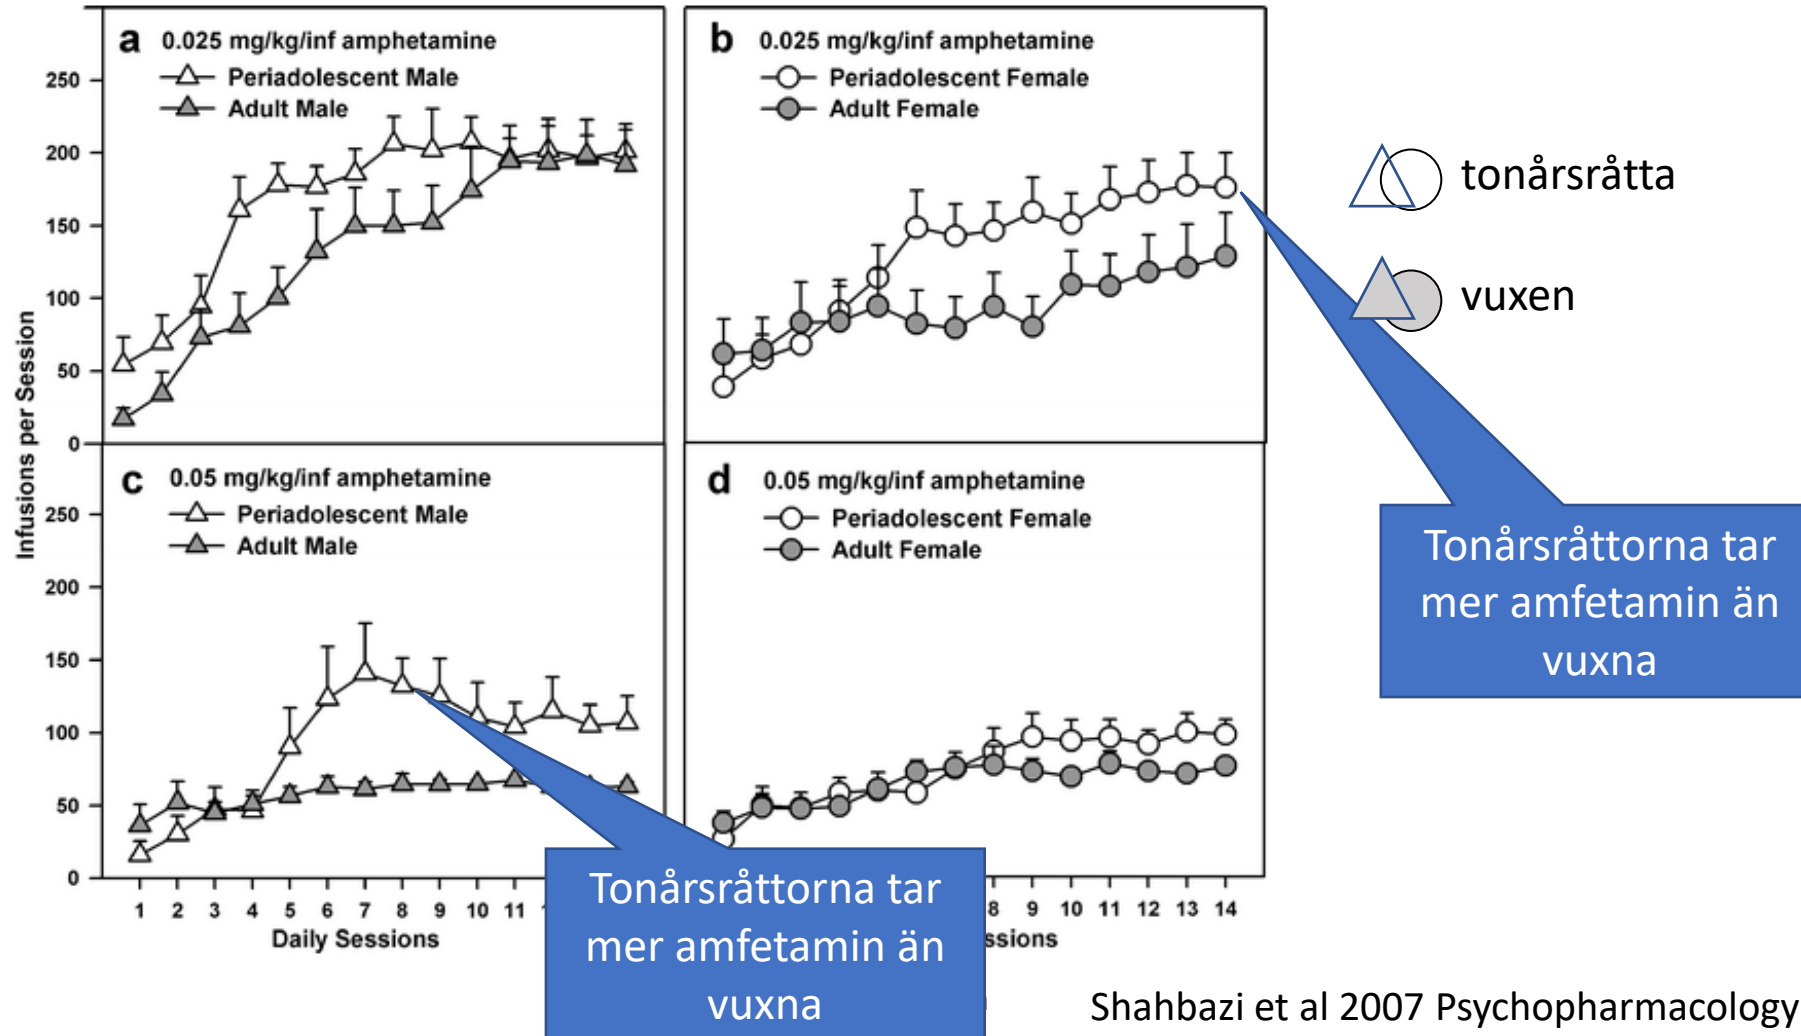 a 0.025 mg/kg/inf amphetamine
Periadolescent Male
Adult Male
b 0.025 mg/kg/inf amphetamine
Periadolescent Female
Adult Female
250
200
150
100
50
0
Infusions per Session
c 0.05 mg/kg/inf amphetamine
Periadolescent Male
Adult Male
d 0.05 mg/kg/inf amphetamine
Periadolescent Female
Adult Female
250
200
150
100
50
0
1 2 3 4 5 6 7 8 9 10 11
Daily Sessions
8 9 10 11 12 13 14
ssions
tonårsråtta
vuxen
Tonårsråttorna tar
mer amfetamin än
vuxna
Tonårsråttorna tar
mer amfetamin än
vuxna
Shahbazi et al 2007 Psychopharmacology